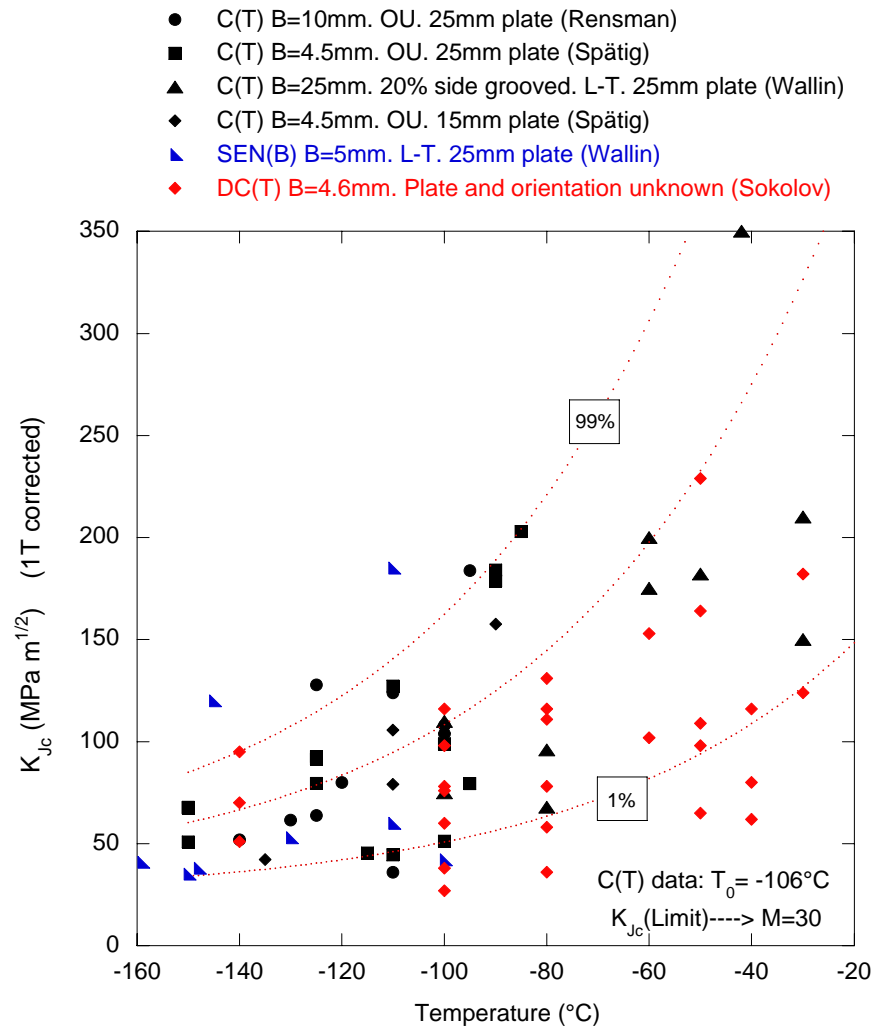 C(T) B=10mm. OU. 25mm plate (Rensman)
C(T) B=4.5mm. OU. 25mm plate (Spätig)
C(T) B=25mm. 20% side grooved. L-T. 25mm plate (Wallin)
C(T) B=4.5mm. OU. 15mm plate (Spätig)
SEN(B) B=5mm. L-T. 25mm plate (Wallin)
DC(T) B=4.6mm. Plate and orientation unknown (Sokolov)
K_Jc (MPa m^1/2) (1T corrected)
350
300
250
200
150
100
50
0
99%
1%
C(T) data: T_0= -106°C
K_Jc(Limit)----> M=30
-160 -140 -120 -100 -80 -60 -40 -20
Temperature (°C)